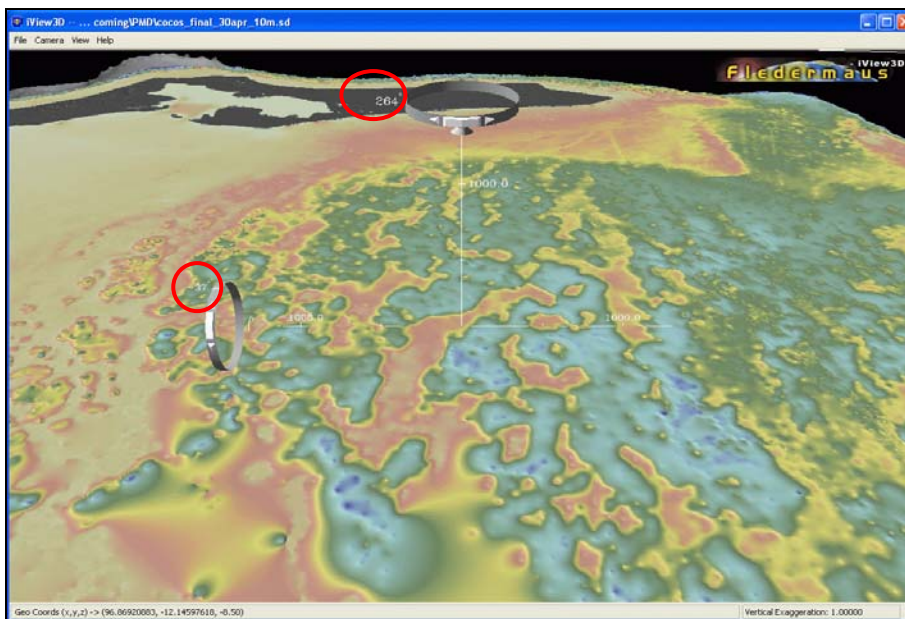 iView3D -- ... coming\PMD\cocos_final_30apr_10m.sd
File Camera View Help
iView3D
Fledermaus
264
1000.0
37
1000.0
1000.0
Geo Coords (x,y,z) -> (96.86920883, -12.14597618, -8.50)
Vertical Exaggeration: 1.00000